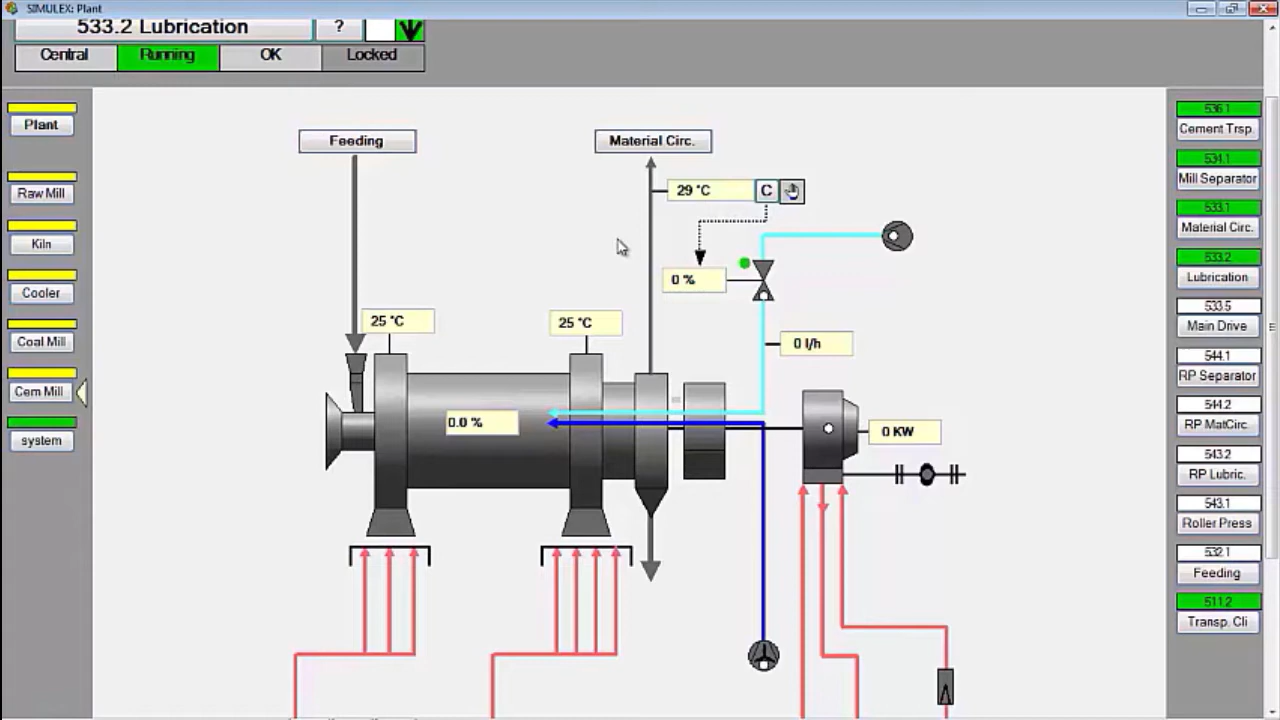 SIMULEX: Plant
533.2 Lubrication
?
Central
Running
OK
Locked
Plant
Raw Mill
Kiln
Cooler
Coal Mill
Cem Mill
system
Feeding
Material Circ.
29 °C
C
0 %
25 °C
25 °C
0 l/h
0.0 %
0 KW
536.1
Cement Trsp.
534.1
Mill Separator
533.1
Material Circ.
533.2
Lubrication
533.5
Main Drive
544.1
RP Separator
544.2
RP MatCirc.
543.2
RP Lubric.
543.1
Roller Press
532.1
Feeding
511.2
Transp. Cli